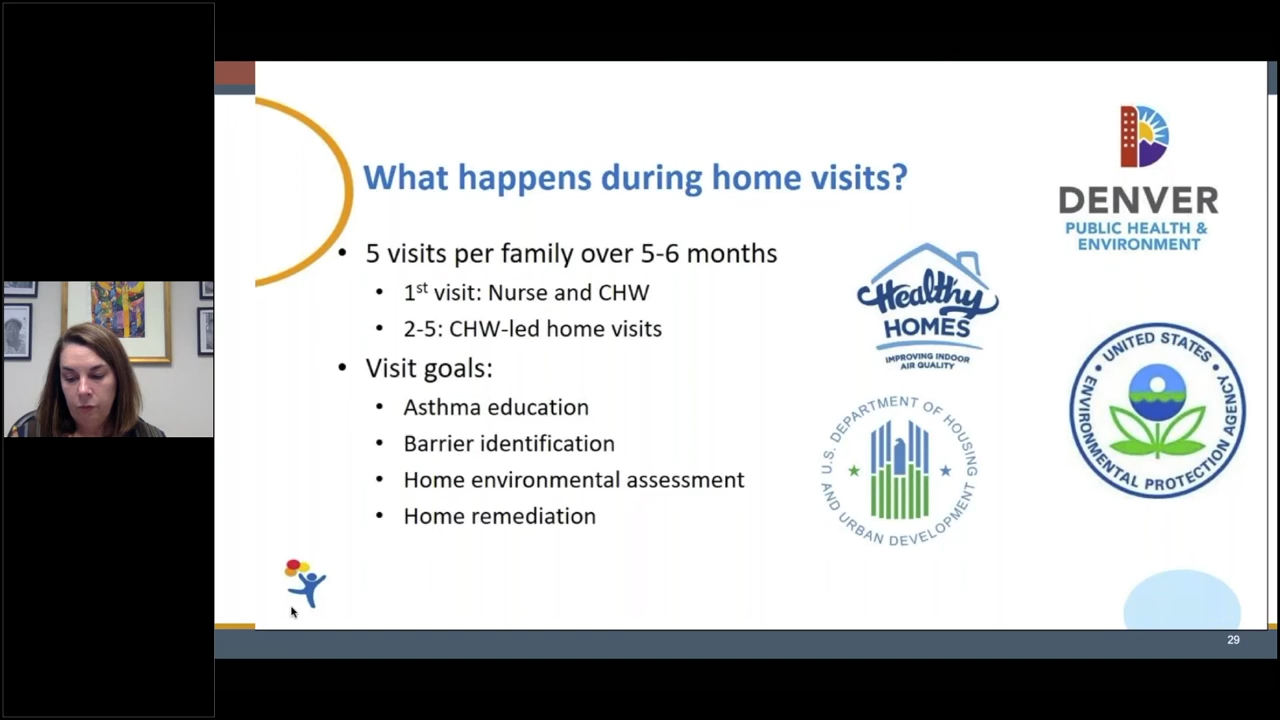 What happens during home visits?
• 5 visits per family over 5-6 months
• 1st visit: Nurse and CHW
• 2-5: CHW-led home visits
• Visit goals:
• Asthma education
• Barrier identification
• Home environmental assessment
• Home remediation
DENVER
PUBLIC HEALTH &
ENVIRONMENT
Healthy
HOMES
IMPROVING INDOOR
AIR QUALITY
U.S. DEPARTMENT OF HOUSING
AND URBAN DEVELOPMENT
UNITED STATES
ENVIRONMENTAL PROTECTION AGENCY
29